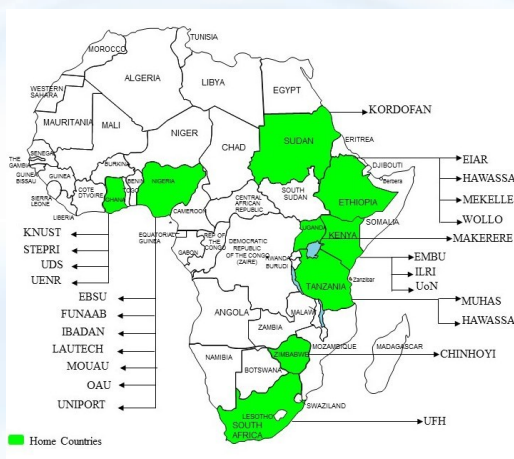 TUNISIA
MOROCCO
ALGERIA
LIBYA
EGYPT
WESTERN
SAHARA
MAURITANIA
MALI
NIGER
CHAD
SUDAN
ERITREA
KORDOFAN
SENEGAL
THE
GAMBIA
GUINEA
BISSAU
GUINEA
SIERRA
LEONE
LIBERIA
COTE
D'TVOIRE
BURKINA
GHANA
TOGO
BENIN
NIGERIA
CAMEROON
CENTRAL
AFRICAN
REPUBLIC
SOUTH
SUDAN
DJIBOUTI
Berbera
ETHIOPIA
SOMALIA
EIAR
HAWASSA
MEKELLE
WOLLO
EQUATORIAL
GUINEA
GABON
REP OF
THE
CONGO
DEMOCRATIC
REPUBLIC
OF THE CONGO
(ZAIRE)
UGANDA
KENYA
RWANDA
BURUCI
TANZANIA
Zanzibar
MAKERERE
EMBU
ILRI
UoN
MUHAS
HAWASSA
KNUST
STEPRI
UDS
UENR
EBSU
FUNAAB
IBADAN
LAUTECH
MOUAU
OAU
UNIPORT
ANGOLA
ZAMBIA
MALAWI
MOZAMBIQUE
MADAGASCAR
ZIMBABWE
CHINHOYI
NAMIBIA
BOTSWANA
SWAZILAND
LESOTHO
SOUTH
AFRICA
UFH
Home Countries